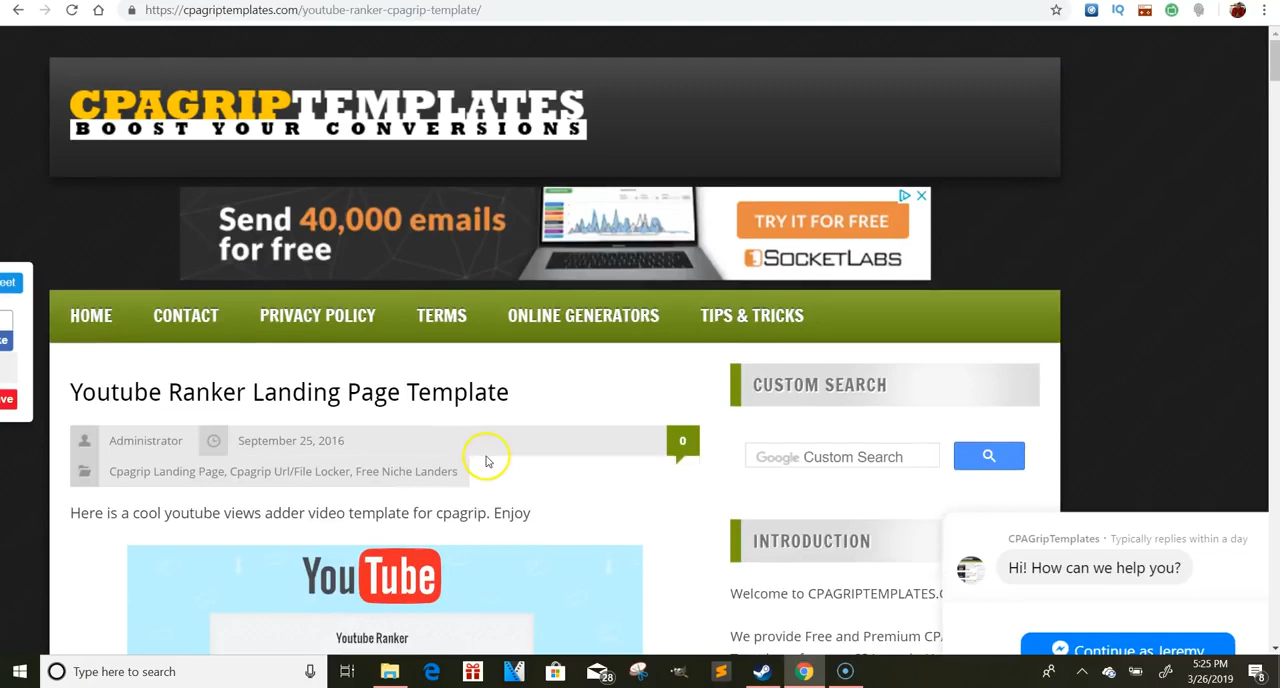 https://cpagriptemplates.com/youtube-ranker-cpagrip-template/
IQ
CPAGRIPTEMPLATES
BOOST YOUR CONVERSIONS
Send 40,000 emails
for free
TRY IT FOR FREE
SOCKETLABS
eet
ke
ve
HOME
CONTACT
PRIVACY POLICY
TERMS
ONLINE GENERATORS
TIPS & TRICKS
Youtube Ranker Landing Page Template
Administrator
September 25, 2016
0
Cpagrip Landing Page, Cpagrip Url/File Locker, Free Niche Landers
Here is a cool youtube views adder video template for cpagrip. Enjoy
YouTube
Youtube Ranker
CUSTOM SEARCH
Google Custom Search
INTRODUCTION
Welcome to CPAGRIPTEMPLATES.C
We provide Free and Premium CP
CPAGripTemplates • Typically replies within a day
Hi! How can we help you?
Continue as Jeremy
Type here to search
28
5:25 PM
3/26/2019
8